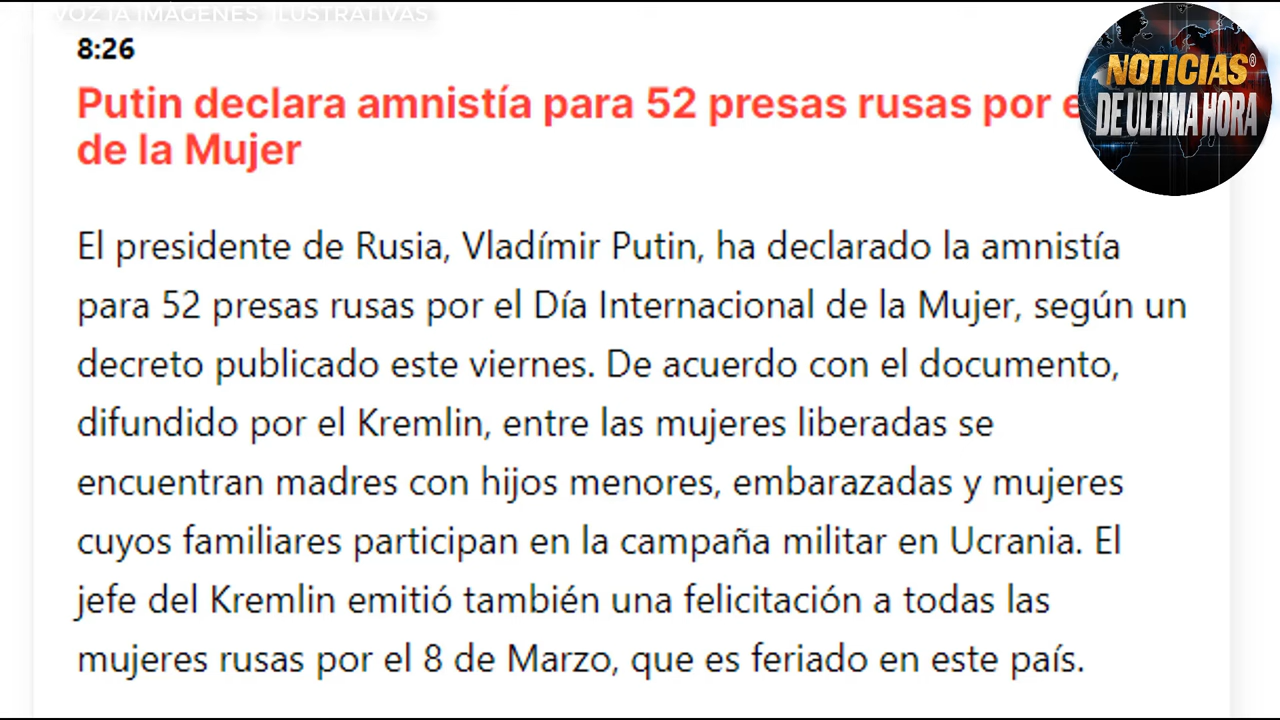 VOZ IA IMÁGENES: ILUSTRATIVAS
8:26
Putin declara amnistía para 52 presas rusas por
de la Mujer
NOTICIAS®
DE ÚLTIMA HORA
El presidente de Rusia, Vladímir Putin, ha declarado la amnistía
para 52 presas rusas por el Día Internacional de la Mujer, según un
decreto publicado este viernes. De acuerdo con el documento,
difundido por el Kremlin, entre las mujeres liberadas se
encuentran madres con hijos menores, embarazadas y mujeres
cuyos familiares participan en la campaña militar en Ucrania. El
jefe del Kremlin emitió también una felicitación a todas las
mujeres rusas por el 8 de Marzo, que es feriado en este país.